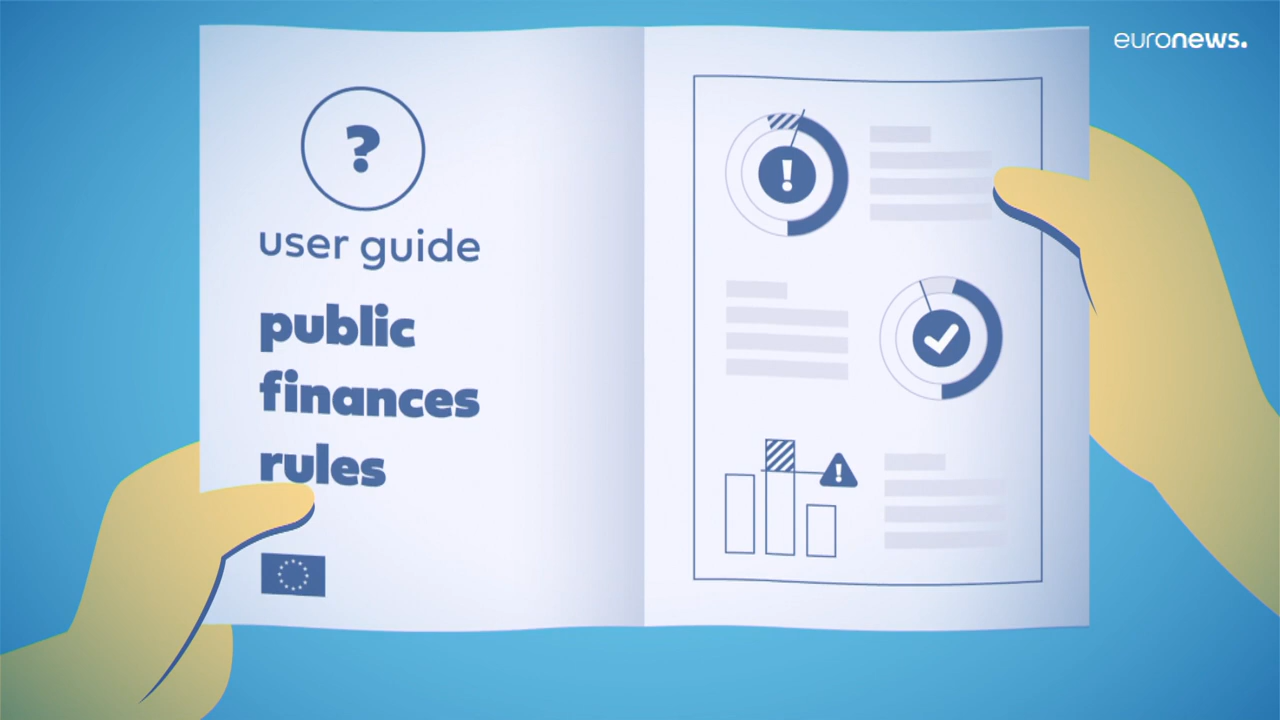 euronews.
?
user guide
public
finances
rules
!
!